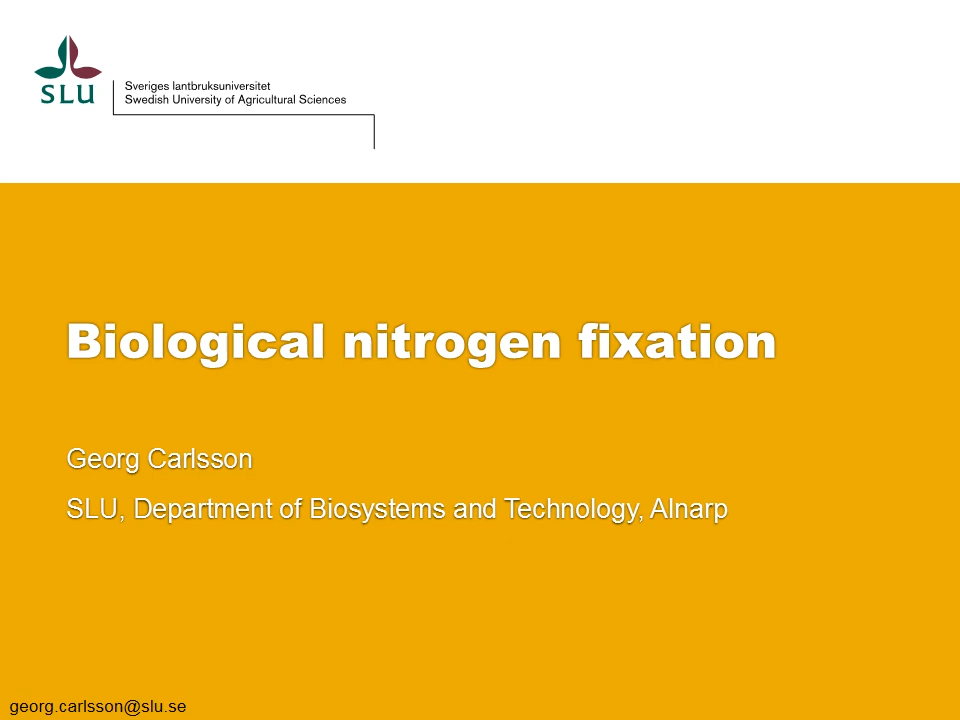 SLU
Sveriges lantbruksuniversitet
Swedish University of Agricultural Sciences
Biological nitrogen fixation
Georg Carlsson
SLU, Department of Biosystems and Technology, Alnarp
georg.carlsson@slu.se